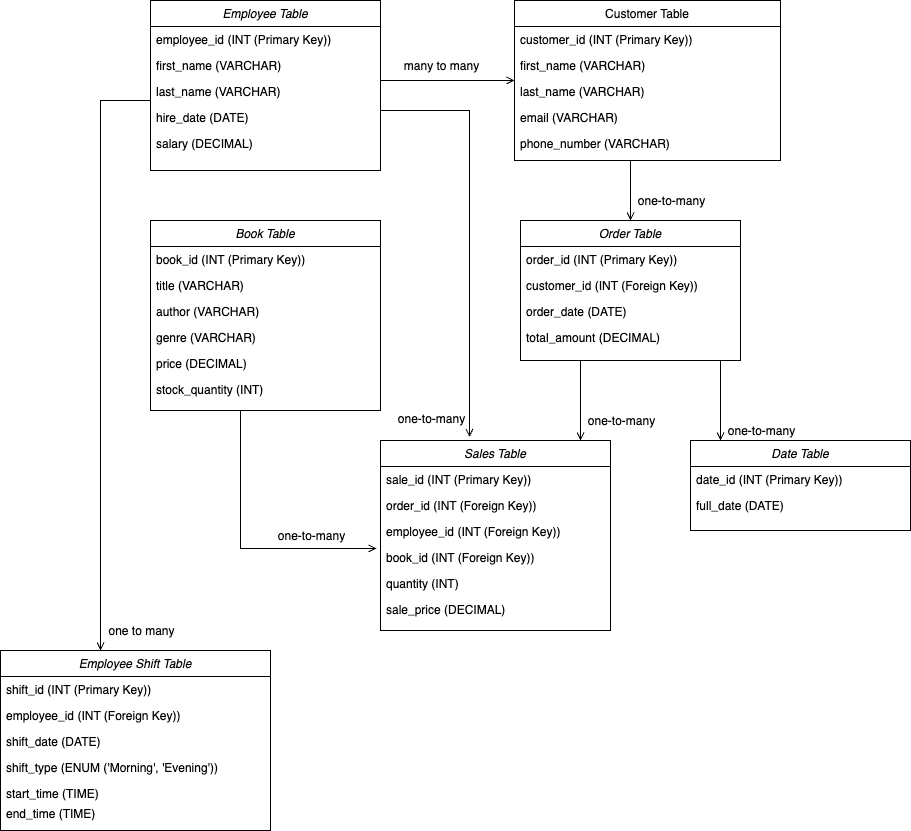 Employee Table
employee_id (INT (Primary Key))
first_name (VARCHAR)
last_name (VARCHAR)
hire_date (DATE)
salary (DECIMAL)
many to many
Customer Table
customer_id (INT (Primary Key))
first_name (VARCHAR)
last_name (VARCHAR)
email (VARCHAR)
phone_number (VARCHAR)
one-to-many
Book Table
book_id (INT (Primary Key))
title (VARCHAR)
author (VARCHAR)
genre (VARCHAR)
price (DECIMAL)
stock_quantity (INT)
Order Table
order_id (INT (Primary Key))
customer_id (INT (Foreign Key))
order_date (DATE)
total_amount (DECIMAL)
one-to-many
one-to-many
one-to-many
Sales Table
sale_id (INT (Primary Key))
order_id (INT (Foreign Key))
employee_id (INT (Foreign Key))
book_id (INT (Foreign Key))
quantity (INT)
sale_price (DECIMAL)
Date Table
date_id (INT (Primary Key))
full_date (DATE)
one-to-many
one to many
Employee Shift Table
shift_id (INT (Primary Key))
employee_id (INT (Foreign Key))
shift_date (DATE)
shift_type (ENUM ('Morning', 'Evening'))
start_time (TIME)
end_time (TIME)